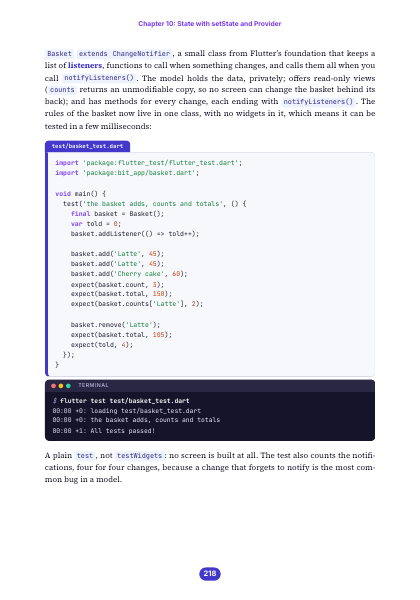 Chapter 10: State with setState and Provider
Basket extends ChangeNotifier, a small class from Flutter's foundation that keeps a
list of listeners, functions to call when something changes, and calls them all when you
call notifyListeners(). The model holds the data, privately; offers read-only views
(counts returns an unmodifiable copy, so no screen can change the basket behind its
back); and has methods for every change, each ending with notifyListeners(). The
rules of the basket now live in one class, with no widgets in it, which means it can be
tested in a few milliseconds:
test/basket_test.dart
import 'package:flutter_test/flutter_test.dart';
import 'package:bit_app/basket.dart';
void main() {
  test('the basket adds, counts and totals', () {
    final basket = Basket();
    var told = 0;
    basket.addListener(() => told++);
    basket.add('Latte', 45);
    basket.add('Latte', 45);
    basket.add('Cherry cake', 60);
    expect(basket.count, 3);
    expect(basket.total, 150);
    expect(basket.counts['Latte'], 2);
    basket.remove('Latte');
    expect(basket.total, 105);
    expect(told, 4);
  });
}
TERMINAL
$ flutter test test/basket_test.dart
00:00 +0: loading test/basket_test.dart
00:00 +0: the basket adds, counts and totals
00:00 +1: All tests passed!
A plain test, not testWidgets: no screen is built at all. The test also counts the notifi-
cations, four for four changes, because a change that forgets to notify is the most com-
mon bug in a model.
218